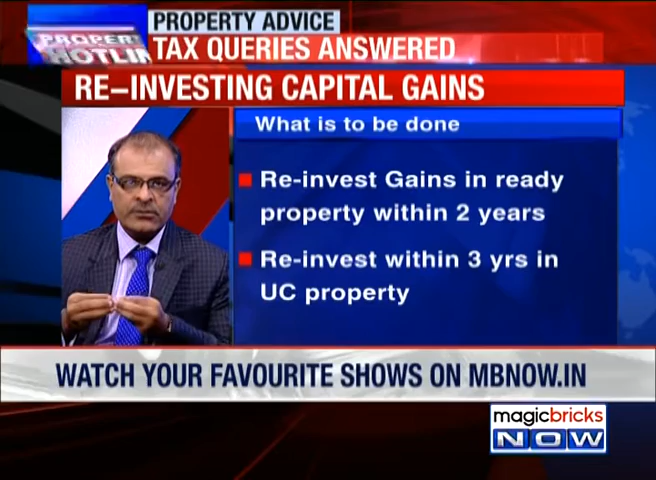 PROPERTY ADVICE
PROPERT
HOTLIN
TAX QUERIES ANSWERED
RE-INVESTING CAPITAL GAINS
What is to be done
Re-invest Gains in ready
property within 2 years
Re-invest within 3 yrs in
UC property
WATCH YOUR FAVOURITE SHOWS ON MBNOW.IN
magicbricks
NOW